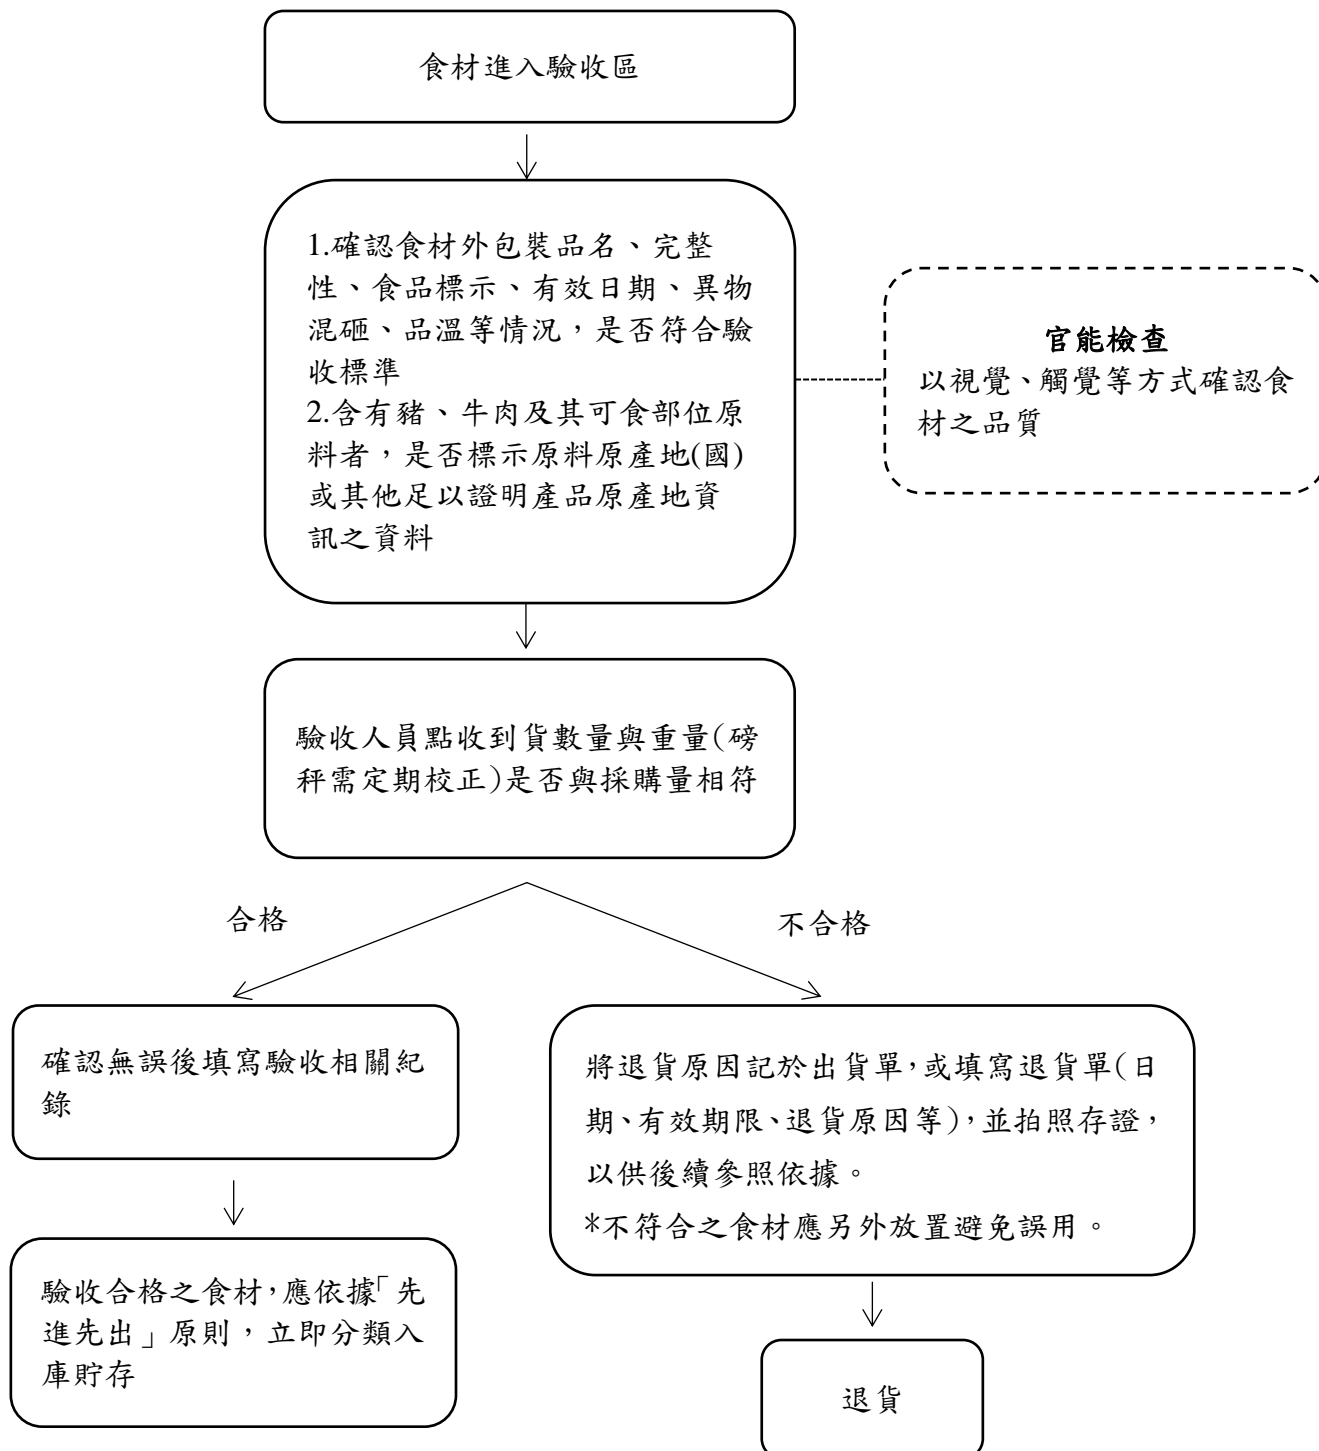 食材進入驗收區
1.確認食材外包裝品名、完整
性、食品標示、有效日期、異物
混砸、品溫等情況，是否符合驗
收標準
2.含有豬、牛肉及其可食部位原
料者，是否標示原料原產地(國)
或其他足以證明產品原產地資
訊之資料
官能檢查
以視覺、觸覺等方式確認食
材之品質
驗收人員點收到貨數量與重量(磅
秤需定期校正)是否與採購量相符
合格
不合格
確認無誤後填寫驗收相關紀
錄
將退貨原因記於出貨單，或填寫退貨單(日
期、有效期限、退貨原因等)，並拍照存證，
以供後續參照依據。
*不符合之食材應另外放置避免誤用。
驗收合格之食材，應依據「先
進先出」原則，立即分類入
庫貯存
退貨